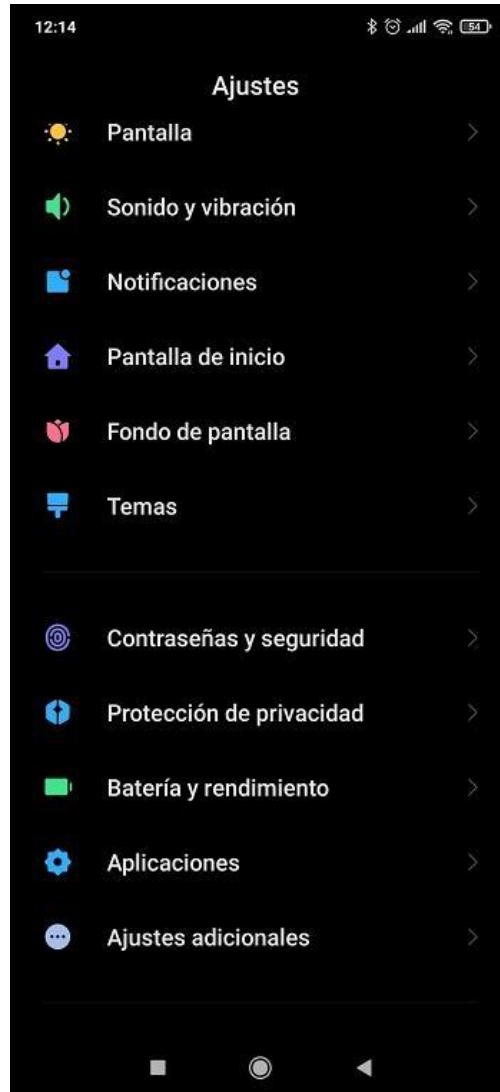 12:14
54
Ajustes
Pantalla
Sonido y vibración
Notificaciones
Pantalla de inicio
Fondo de pantalla
Temas
Contraseñas y seguridad
Protección de privacidad
Batería y rendimiento
Aplicaciones
Ajustes adicionales